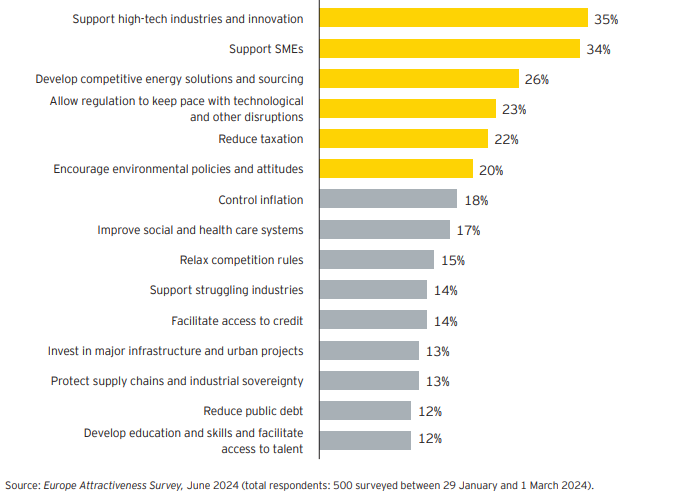 Support high-tech industries and innovation 35%
Support SMEs 34%
Develop competitive energy solutions and sourcing 26%
Allow regulation to keep pace with technological
and other disruptions 23%
Reduce taxation 22%
Encourage environmental policies and attitudes 20%
Control inflation 18%
Improve social and health care systems 17%
Relax competition rules 15%
Support struggling industries 14%
Facilitate access to credit 14%
Invest in major infrastructure and urban projects 13%
Protect supply chains and industrial sovereignty 13%
Reduce public debt 12%
Develop education and skills and facilitate
access to talent 12%
Source: Europe Attractiveness Survey, June 2024 (total respondents: 500 surveyed between 29 January and 1 March 2024).